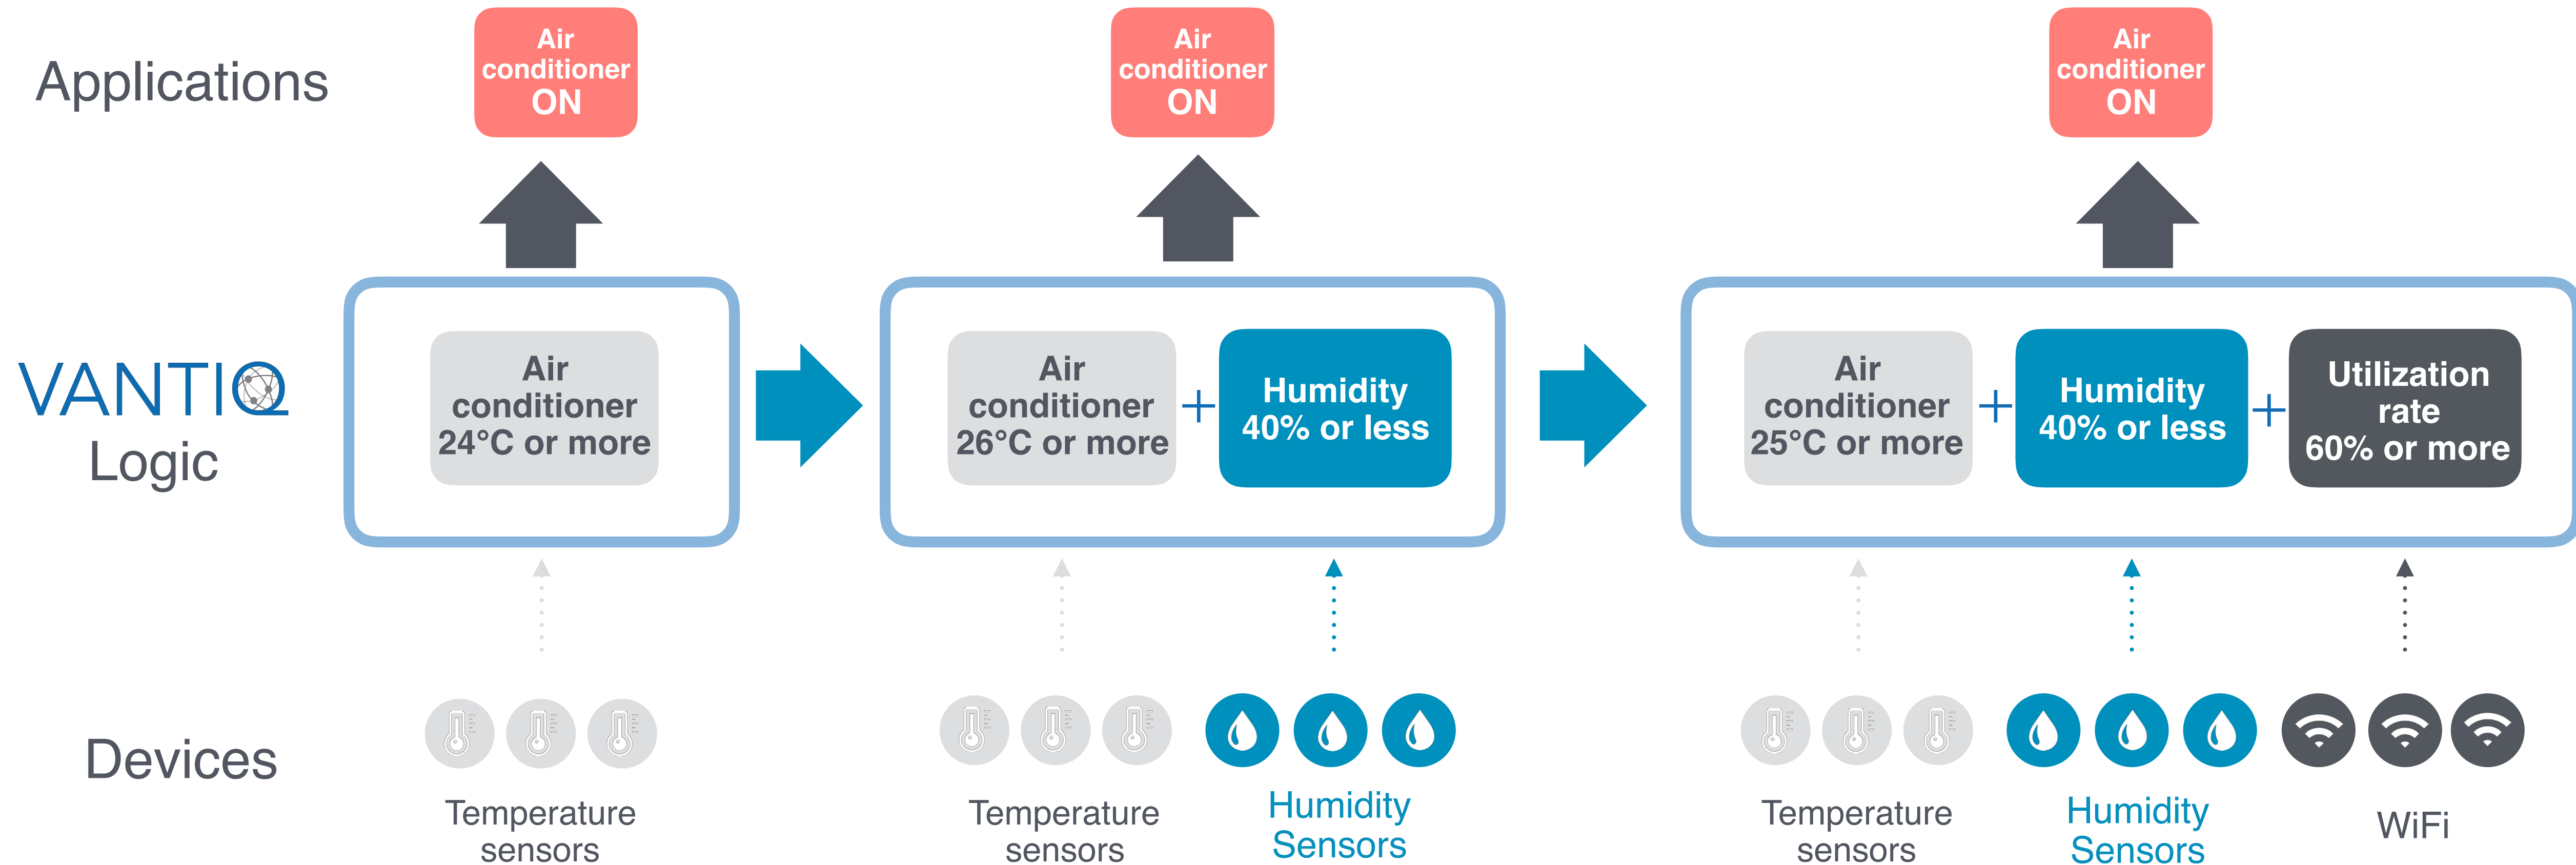 Applications
Air
conditioner
ON
Air
conditioner
ON
Air
conditioner
ON
VANTIQ
Logic
Air
conditioner
24°C or more
Air
conditioner
26°C or more
+
Humidity
40% or less
Air
conditioner
25°C or more
+
Humidity
40% or less
+
Utilization
rate
60% or more
Devices
Temperature
sensors
Temperature
sensors
Humidity
Sensors
Temperature
sensors
Humidity
Sensors
WiFi